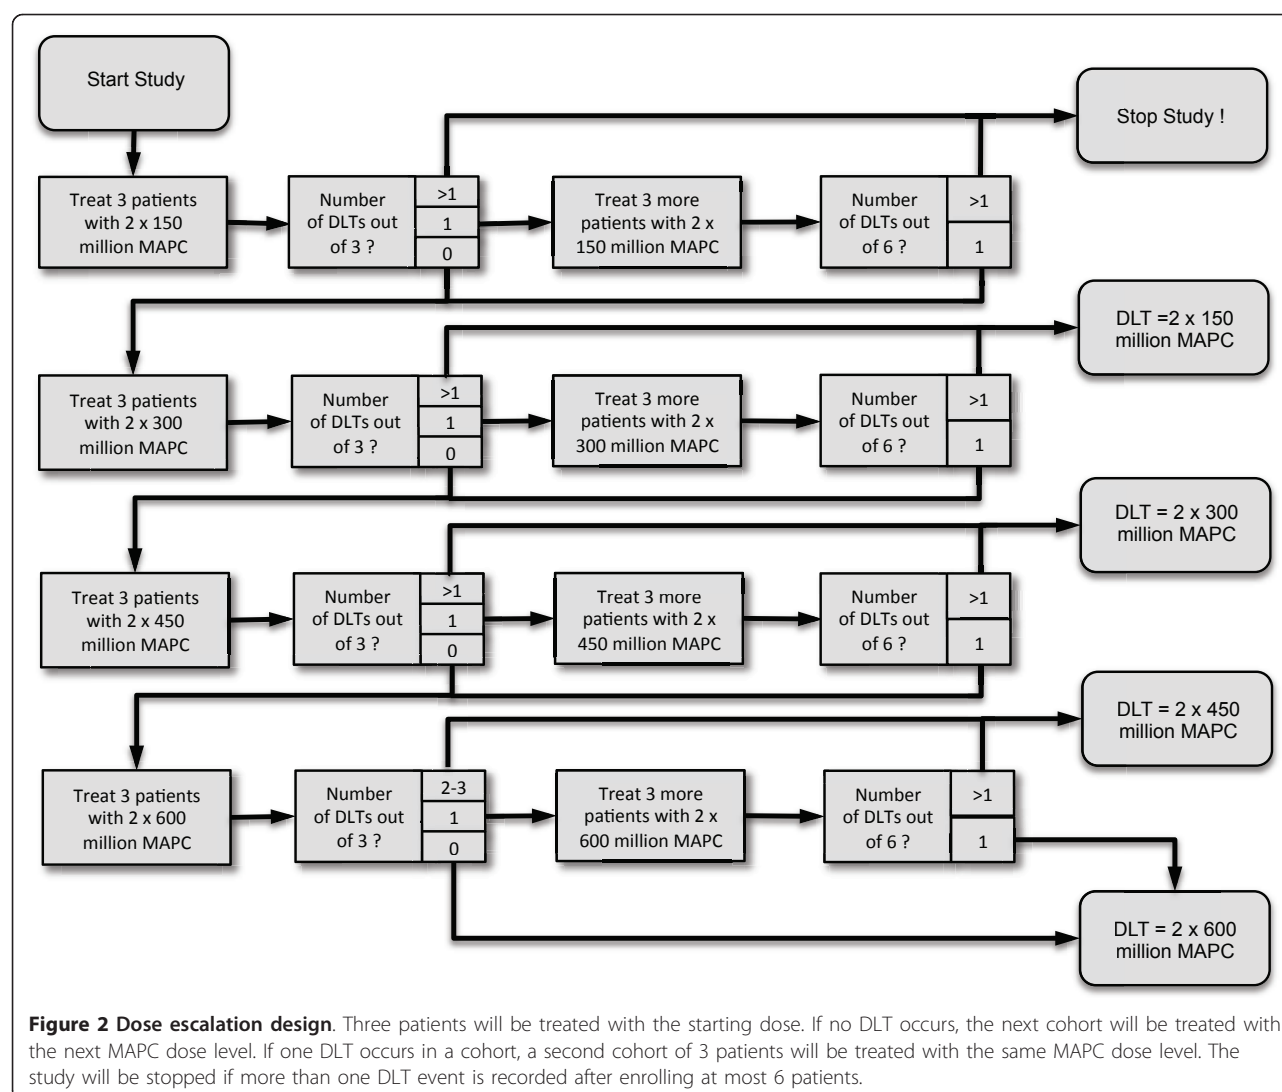 Start Study
Stop Study !
Treat 3 patients
with 2 x 150
million MAPC
Number
of DLTs out
of 3 ?
>1
1
0
Treat 3 more
patients with 2 x
150 million MAPC
Number
of DLTs out
of 6 ?
>1
1
DLT =2 x 150
million MAPC
Treat 3 patients
with 2 x 300
million MAPC
Number
of DLTs out
of 3 ?
>1
1
0
Treat 3 more
patients with 2 x
300 million MAPC
Number
of DLTs out
of 6 ?
>1
1
DLT = 2 x 300
million MAPC
Treat 3 patients
with 2 x 450
million MAPC
Number
of DLTs out
of 3 ?
>1
1
0
Treat 3 more
patients with 2 x
450 million MAPC
Number
of DLTs out
of 6 ?
>1
1
DLT = 2 x 450
million MAPC
Treat 3 patients
with 2 x 600
million MAPC
Number
of DLTs out
of 3 ?
2-3
1
0
Treat 3 more
patients with 2 x
600 million MAPC
Number
of DLTs out
of 6 ?
>1
1
DLT = 2 x 600
million MAPC
Figure 2 Dose escalation design. Three patients will be treated with the starting dose. If no DLT occurs, the next cohort will be treated with
the next MAPC dose level. If one DLT occurs in a cohort, a second cohort of 3 patients will be treated with the same MAPC dose level. The
study will be stopped if more than one DLT event is recorded after enrolling at most 6 patients.